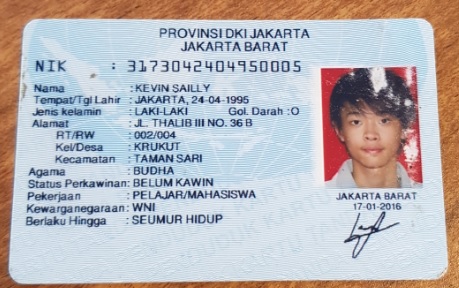 PROVINSI DKI JAKARTA
JAKARTA BARAT
NIK : 3173042404950005
Nama : KEVIN SAILLY
Tempat/Tgl Lahir : JAKARTA, 24-04-1995
Jenis kelamin : LAKI-LAKI Gol. Darah :O
Alamat : JL. THALIB III NO. 36 B
RT/RW : 002/004
Kel/Desa : KRUKUT
Kecamatan : TAMAN SARI
Agama : BUDHA
Status Perkawinan: BELUM KAWIN
Pekerjaan : PELAJAR/MAHASISWA
Kewarganegaraan: WNI
Berlaku Hingga : SEUMUR HIDUP
JAKARTA BARAT
17-01-2016